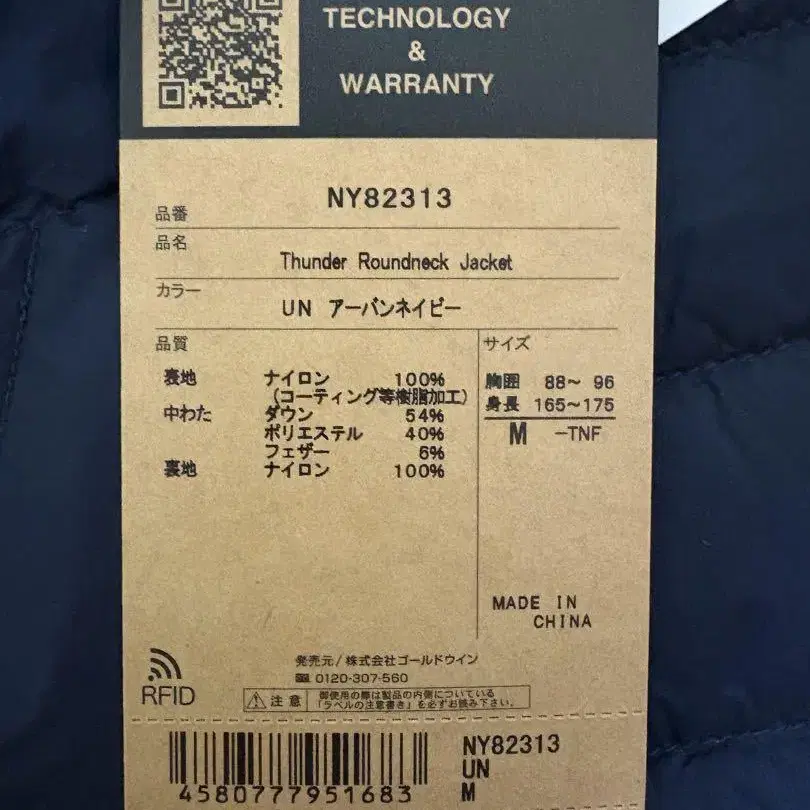 TECHNOLOGY
&
WARRANTY
品番 NY82313
品名
Thunder Roundneck Jacket
カラー
UN アーバンネイビー
品質
表地 ナイロン 100%
(コーティング等樹脂加工)
中わた ダウン 54%
ポリエステル 40%
フェザー 6%
裏地 ナイロン 100%
サイズ
胸囲 88~ 96
身長 165~175
M -TNF
MADE IN
CHINA
発売元/株式会社ゴールドウイン
0120-307-560
RFID
注意
御使用の際は製品の内側についている
「ラベルの注意書き」を必ずお読み下さい。
4580777951683
NY82313
UN
M